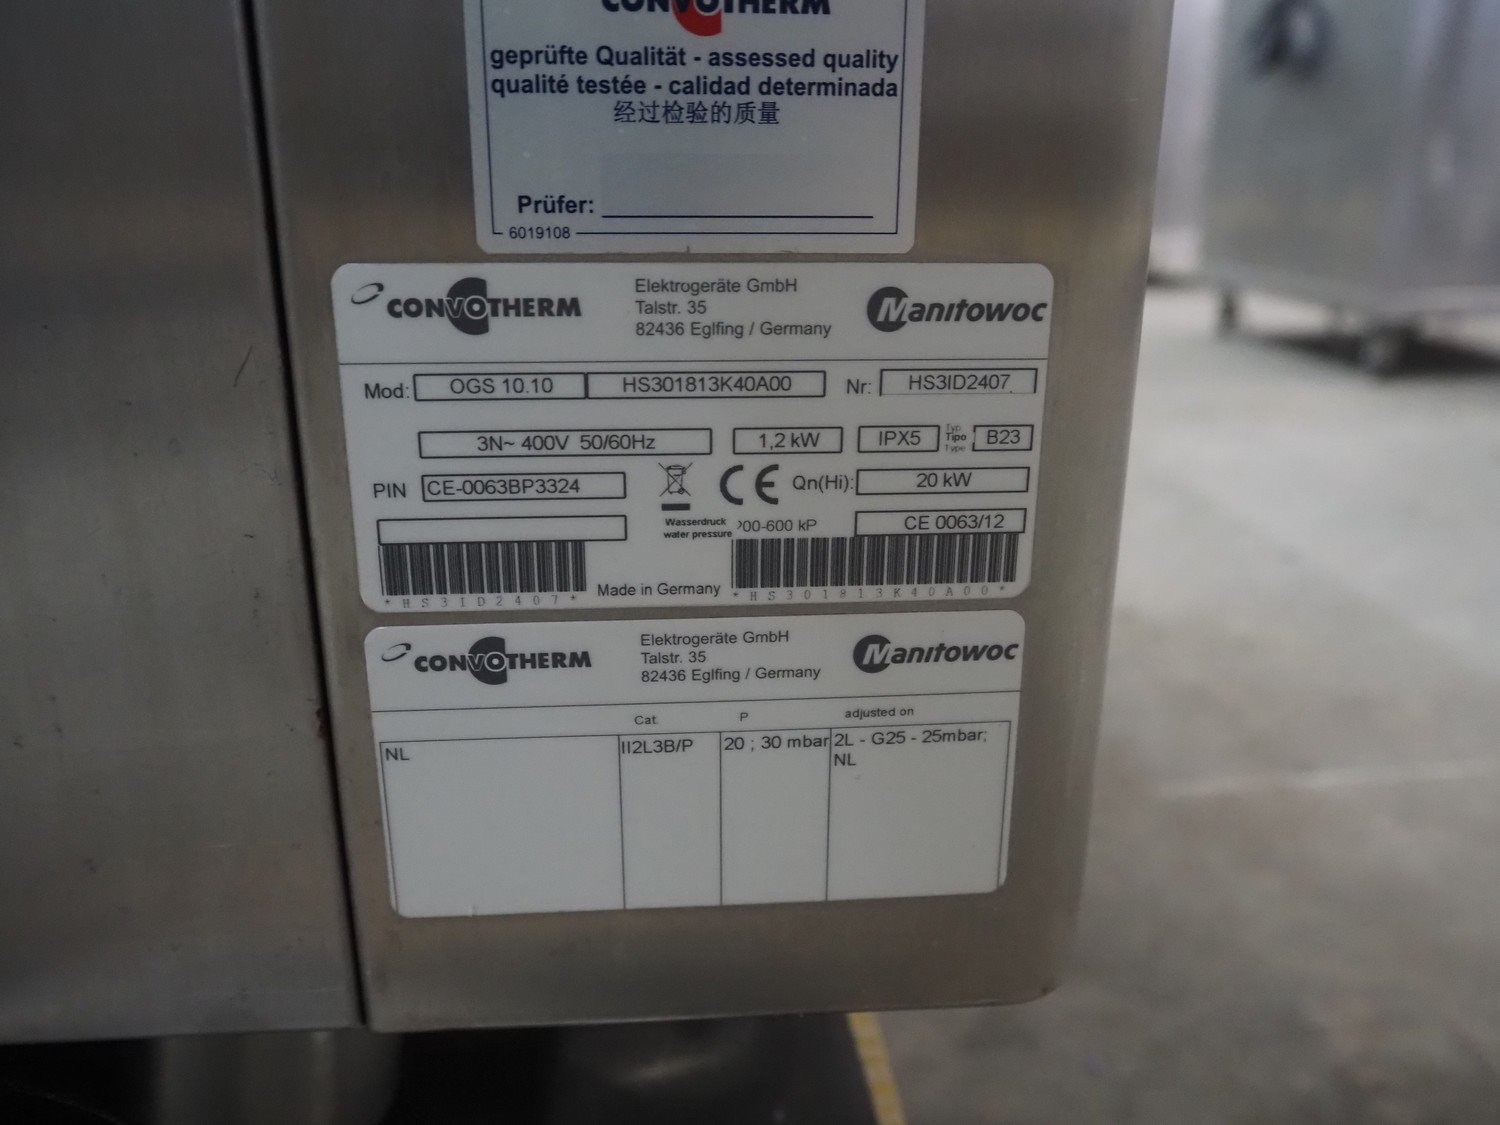 CONVOTHERM
geprüfte Qualität - assessed quality
qualité testée - calidad determinada
经过检验的质量
Prüfer:
6019108
CONVOTHERM
Elektrogeräte GmbH
Talstr. 35
82436 Eglfing / Germany
Manitowoc
Mod: OGS 10.10 HS301813K40A00 Nr: HS3ID2407
3N~ 400V 50/60Hz 1,2 kW IPX5 Typ Tipo Type B23
PIN CE-0063BP3324 CE Qn(Hi): 20 kW
Wasserdruck
water pressure
00-600 kP CE 0063/12
*HS3ID2407* Made in Germany *HS301813K40A00*
CONVOTHERM
Elektrogeräte GmbH
Talstr. 35
82436 Eglfing / Germany
Manitowoc
Cat. P adjusted on
NL II2L3B/P 20 ; 30 mbar 2L - G25 - 25mbar;
NL